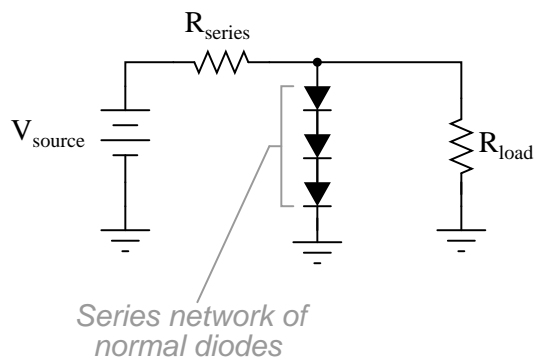 R series
V source
R load
Series network of
normal diodes